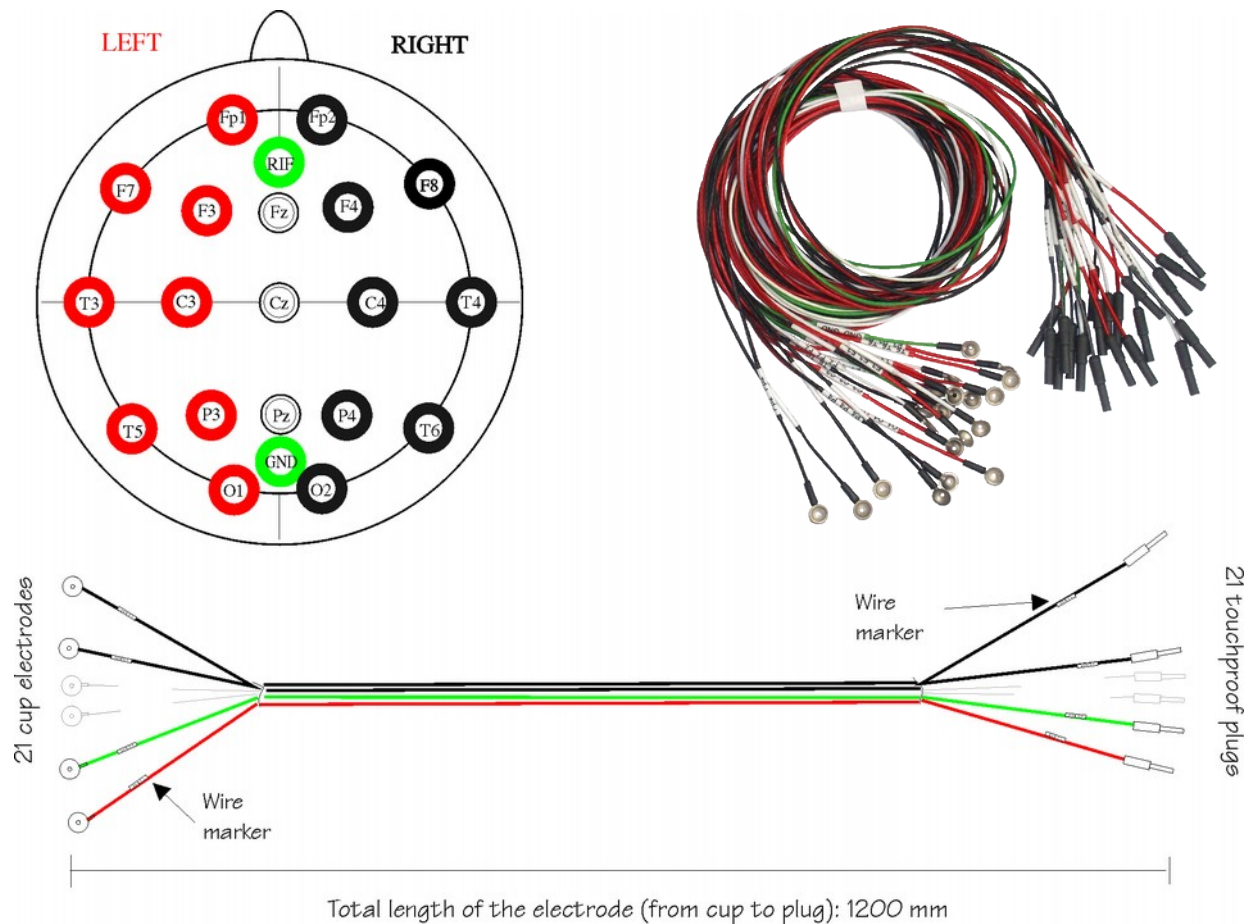 LEFT
RIGHT
Fp1
Fp2
RIF
F7
F8
F3
Fz
F4
T3
C3
Cz
C4
T4
P3
Pz
P4
T5
T6
GND
O1
O2
21 cup electrodes
Wire
marker
Wire
marker
21 touchproof plugs
Total length of the electrode (from cup to plug): 1200 mm